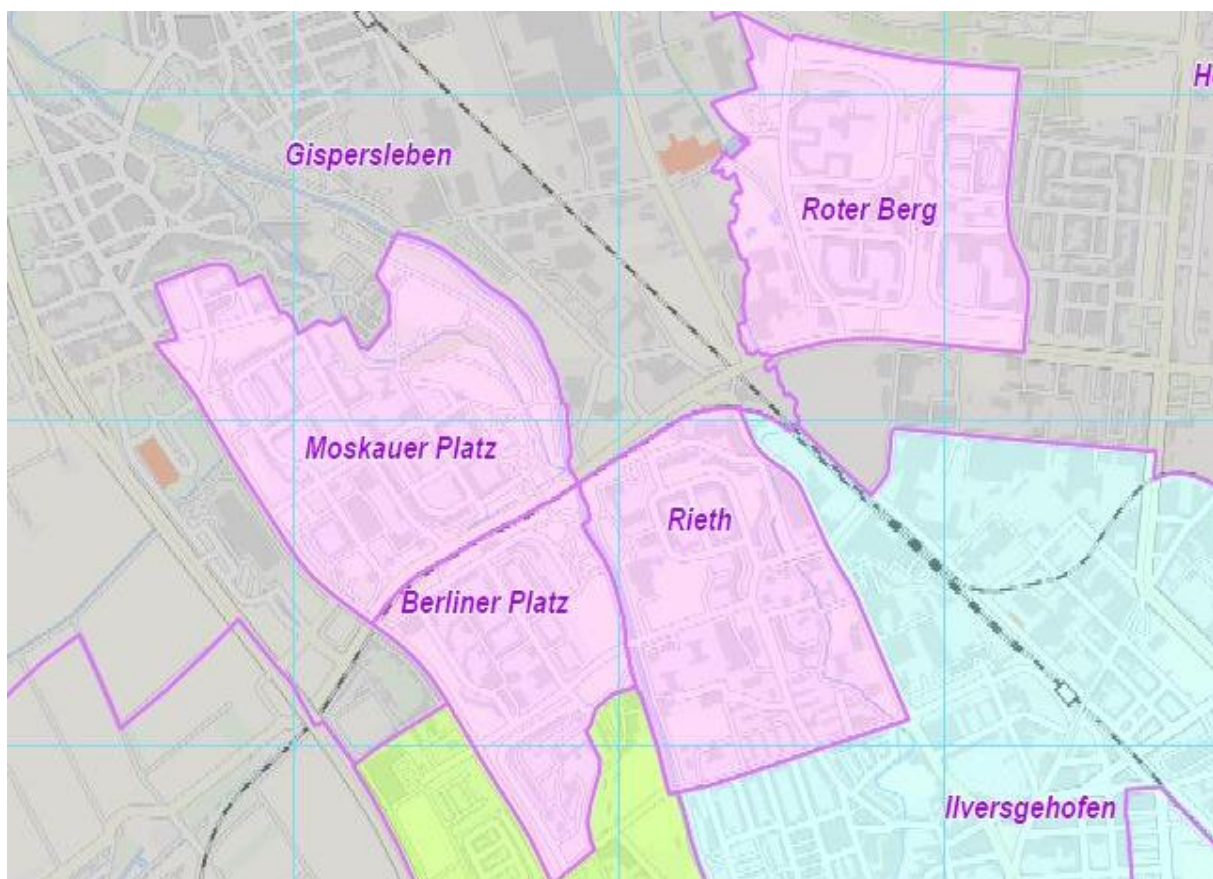 H
Gispersleben
Roter Berg
Moskauer Platz
Rieth
Berliner Platz
Ilversgehofen